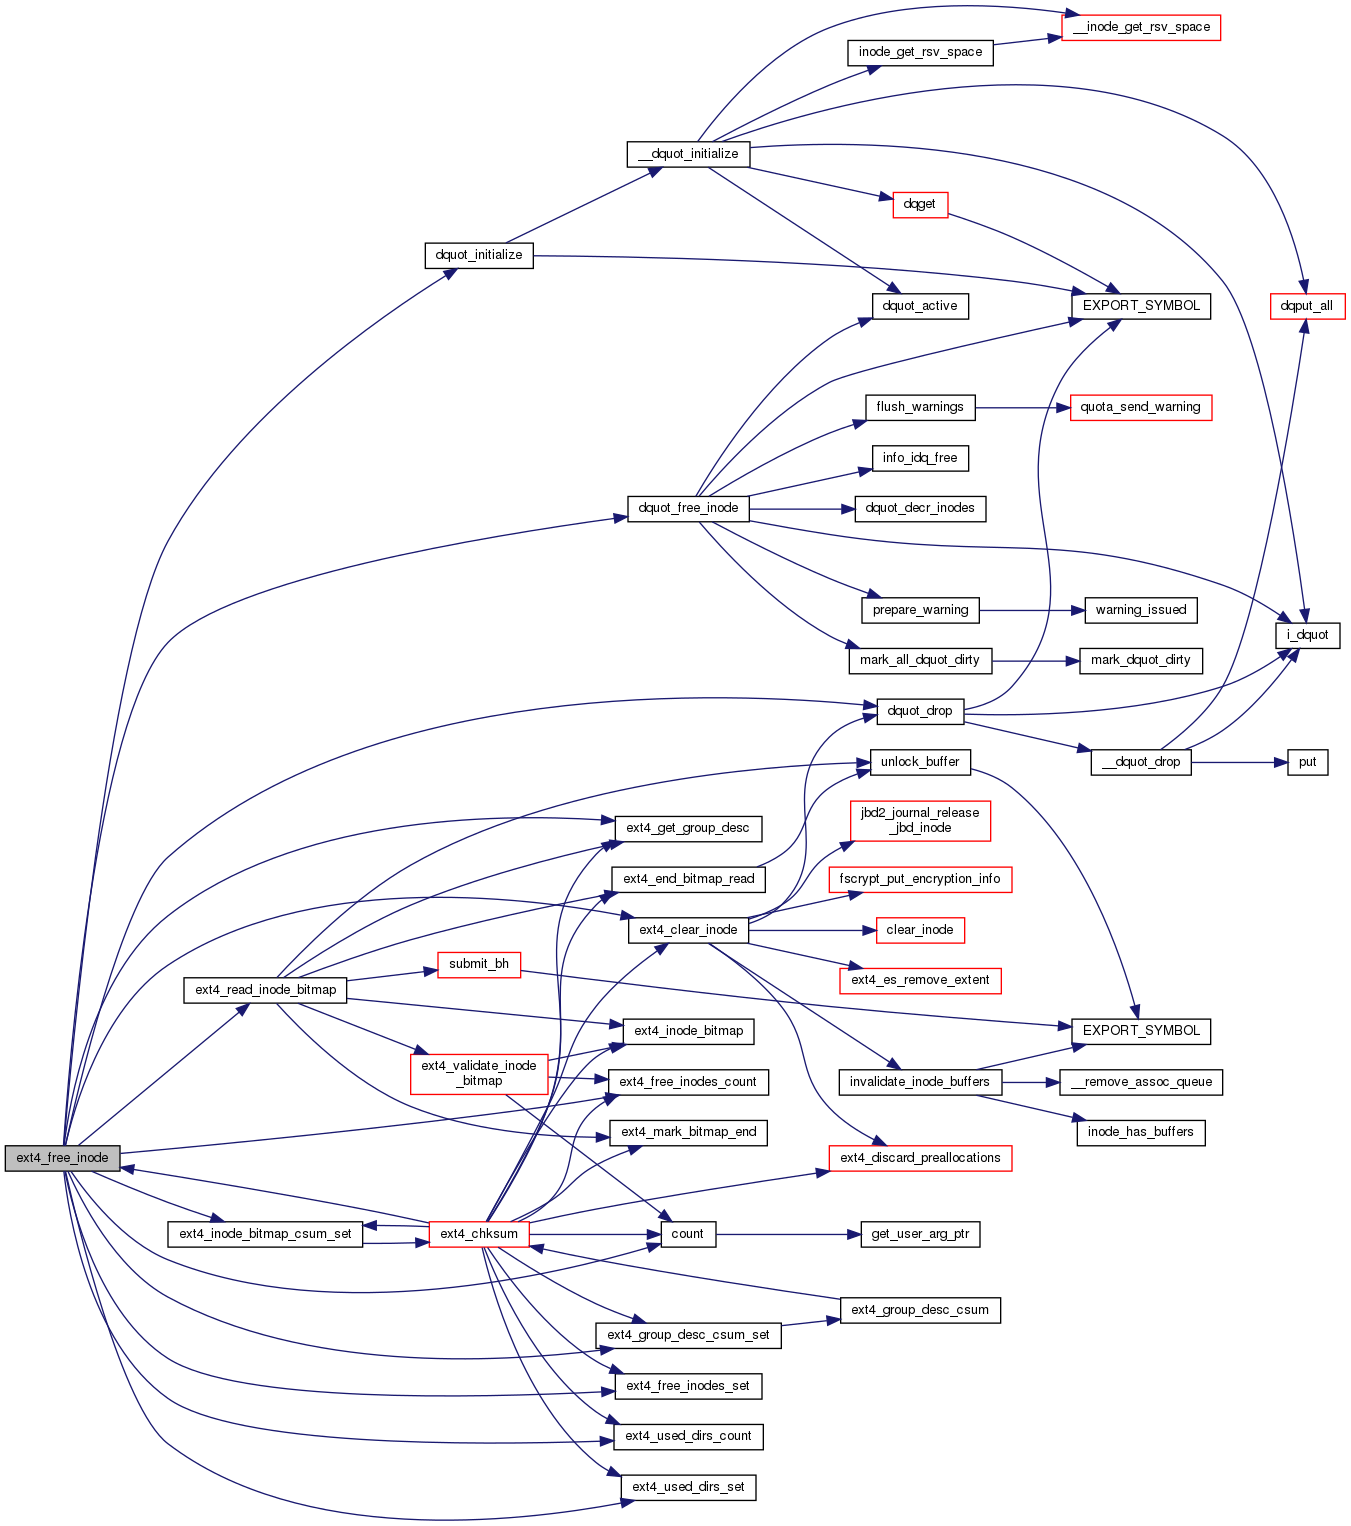 __inode_get_rsv_space
inode_get_rsv_space
__dquot_initialize
dqget
dquot_initialize
dquot_active
EXPORT_SYMBOL
dqput_all
flush_warnings
quota_send_warning
info_idq_free
dquot_free_inode
dquot_decr_inodes
prepare_warning
warning_issued
i_dquot
mark_all_dquot_dirty
mark_dquot_dirty
dquot_drop
unlock_buffer
__dquot_drop
put
jbd2_journal_release
_jbd_inode
ext4_get_group_desc
ext4_end_bitmap_read
fscrypt_put_encryption_info
ext4_clear_inode
clear_inode
submit_bh
ext4_es_remove_extent
ext4_read_inode_bitmap
ext4_inode_bitmap
EXPORT_SYMBOL
ext4_validate_inode
_bitmap
ext4_free_inodes_count
invalidate_inode_buffers
__remove_assoc_queue
ext4_mark_bitmap_end
inode_has_buffers
ext4_free_inode
ext4_discard_preallocations
ext4_inode_bitmap_csum_set
ext4_chksum
count
get_user_arg_ptr
ext4_group_desc_csum
ext4_group_desc_csum_set
ext4_free_inodes_set
ext4_used_dirs_count
ext4_used_dirs_set